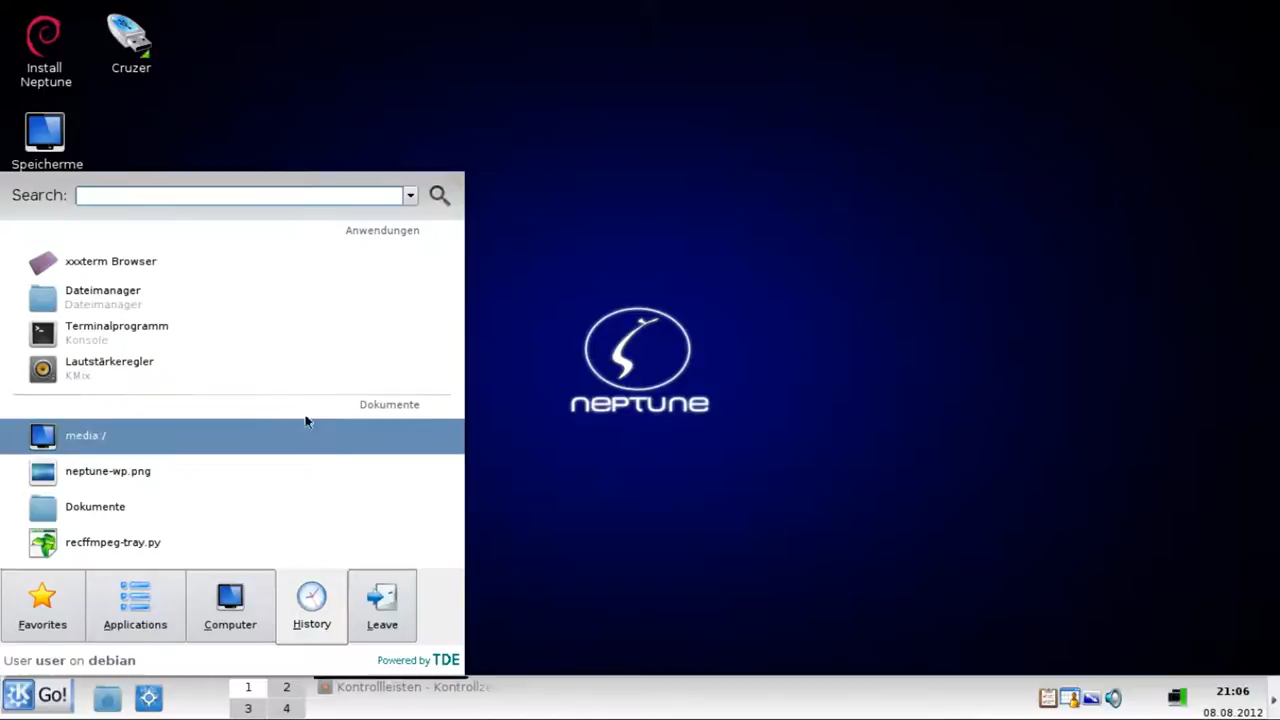 Install
Neptune
Cruzer
Speicherme
Search:
Anwendungen
xxxterm Browser
Dateimanager
Dateimanager
Terminalprogramm
Konsole
Lautstärkeregler
KMix
Dokumente
media:/
neptune-wp.png
Dokumente
recffmpeg-tray.py
Favorites
Applications
Computer
History
Leave
User user on debian
Powered by TDE
NEPTUNE
Go!
1
2
3
4
Kontrollleisten - Kontrollze
21:06
08.08.2012